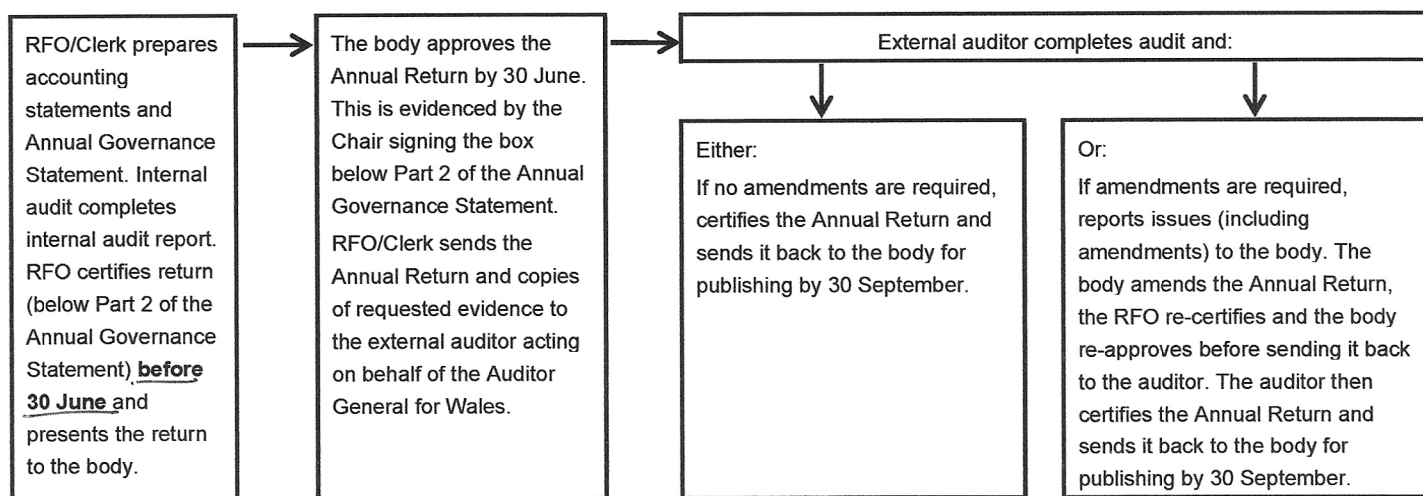 RFO/Clerk prepares
accounting
statements and
Annual Governance
Statement. Internal
audit completes
internal audit report.
RFO certifies return
(below Part 2 of the
Annual Governance
Statement) before
30 June and
presents the return
to the body.
The body approves the
Annual Return by 30 June.
This is evidenced by the
Chair signing the box
below Part 2 of the Annual
Governance Statement.
RFO/Clerk sends the
Annual Return and copies
of requested evidence to
the external auditor acting
on behalf of the Auditor
General for Wales.
External auditor completes audit and:
Either:
If no amendments are required,
certifies the Annual Return and
sends it back to the body for
publishing by 30 September.
Or:
If amendments are required,
reports issues (including
amendments) to the body. The
body amends the Annual Return,
the RFO re-certifies and the body
re-approves before sending it back
to the auditor. The auditor then
certifies the Annual Return and
sends it back to the body for
publishing by 30 September.